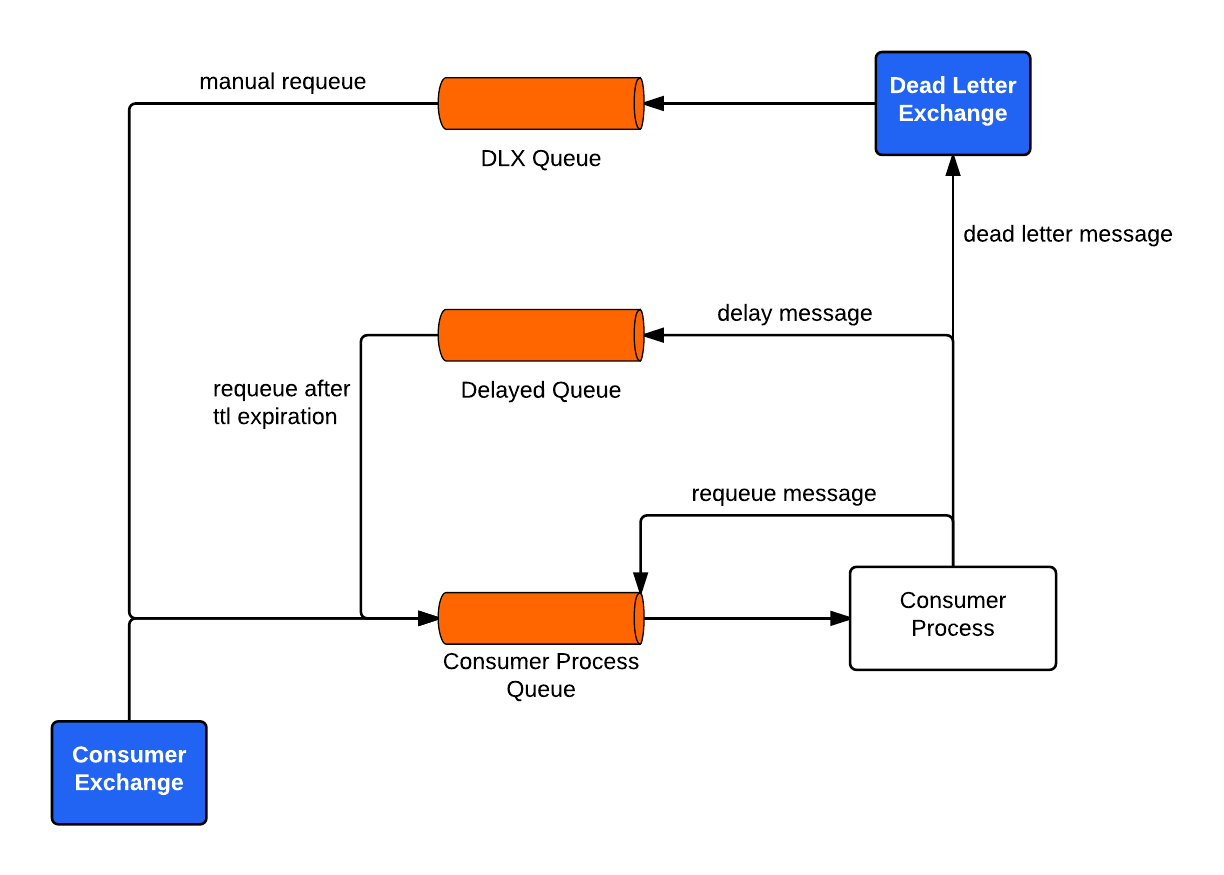 manual requeue
Dead Letter
Exchange
DLX Queue
dead letter message
delay message
requeue after
ttl expiration
Delayed Queue
requeue message
Consumer
Process
Consumer Process
Queue
Consumer
Exchange